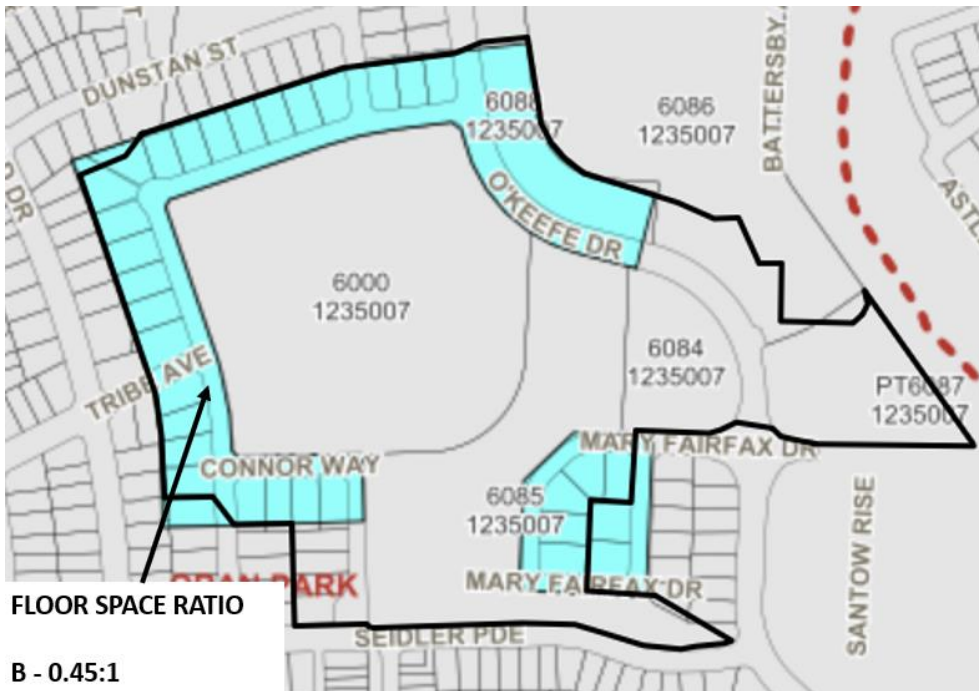 DUNSTAN ST
BATTERSBY
6088
1235007
6086
1235007
O'KEEFE DR
6000
1235007
DR
6084
1235007
TRIBE AVE
PT6087
1235007
MARY FAIRFAX DR
CONNOR WAY
6085
1235007
SANTOW RISE
ORAN PARK
MARY FAIRFAX DR
SEIDLER PDE
FLOOR SPACE RATIO
B - 0.45:1